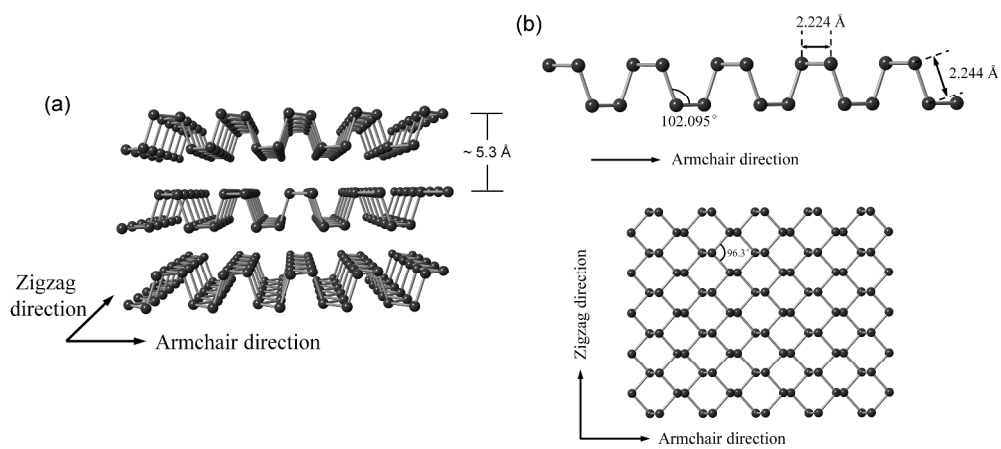 (a)
~ 5.3 Å
Zigzag
direction
Armchair direction
(b)
2.224 Å
2.244 Å
102.095°
Armchair direction
96.3°
Zigzag direction
Armchair direction